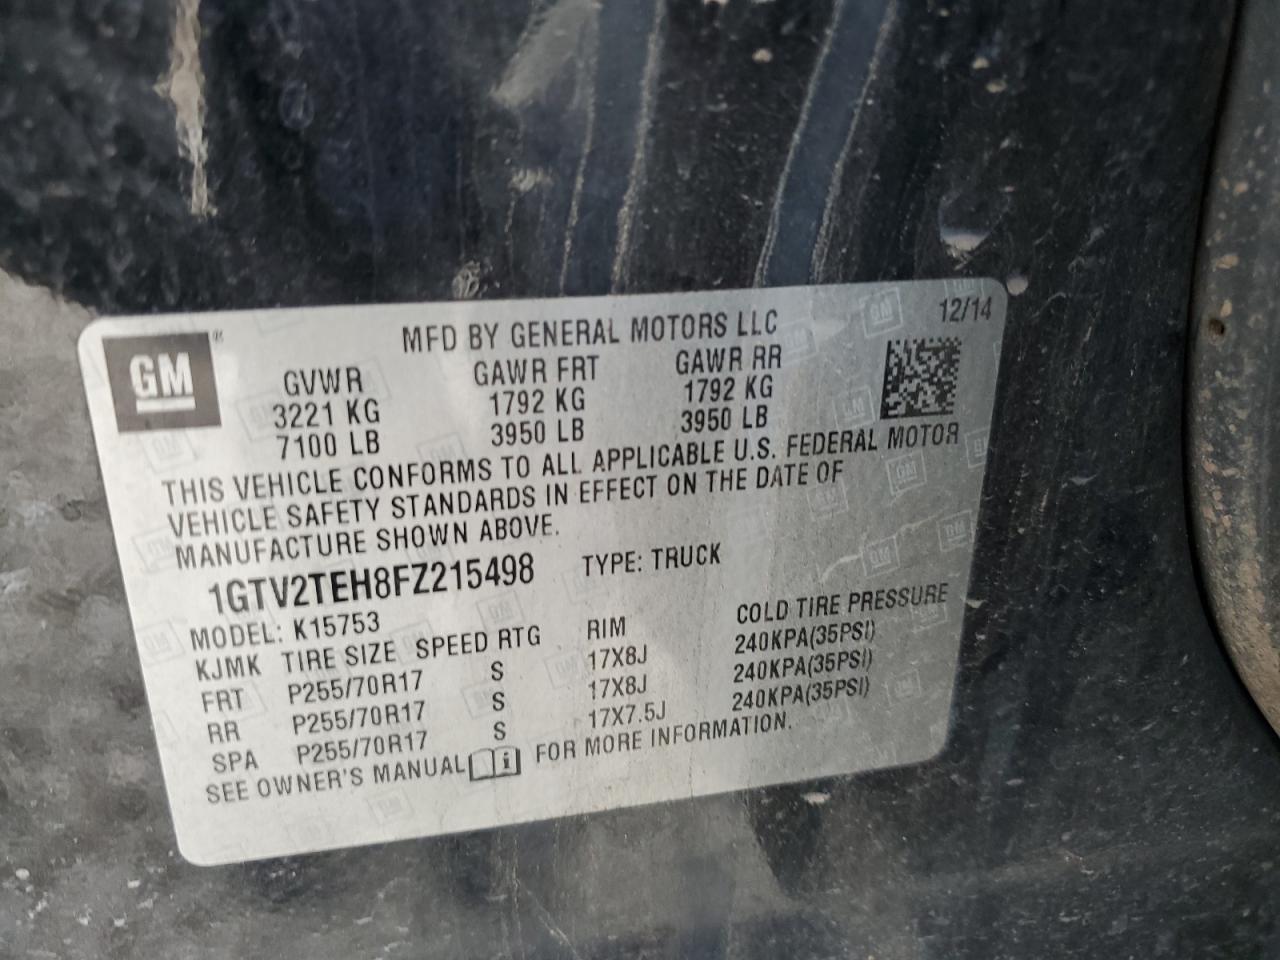 GM®
MFD BY GENERAL MOTORS LLC
12/14
GVWR GAWR FRT GAWR RR
3221 KG 1792 KG 1792 KG
7100 LB 3950 LB 3950 LB
THIS VEHICLE CONFORMS TO ALL APPLICABLE U.S. FEDERAL MOTOR
VEHICLE SAFETY STANDARDS IN EFFECT ON THE DATE OF
MANUFACTURE SHOWN ABOVE.
1GTV2TEH8FZ215498 TYPE: TRUCK
MODEL: K15753
KJMK TIRE SIZE SPEED RTG RIM COLD TIRE PRESSURE
FRT P255/70R17 S 17X8J 240KPA(35PSI)
RR P255/70R17 S 17X8J 240KPA(35PSI)
SPA P255/70R17 S 17X7.5J 240KPA(35PSI)
SEE OWNER'S MANUAL i FOR MORE INFORMATION.